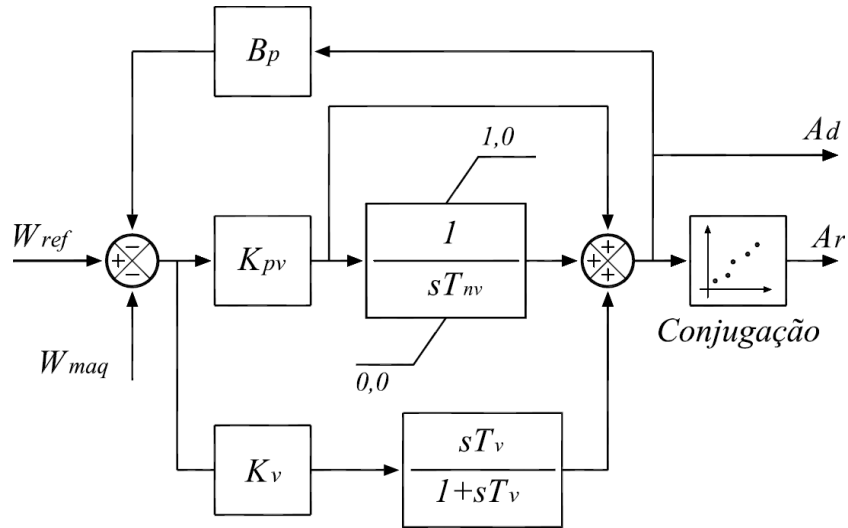 Bp
1,0
Ad
Wref
− + −
Kpv
1
sTnv
+ + +
Ar
Conjugação
Wmaq
0,0
Kv
sTv
1+sTv